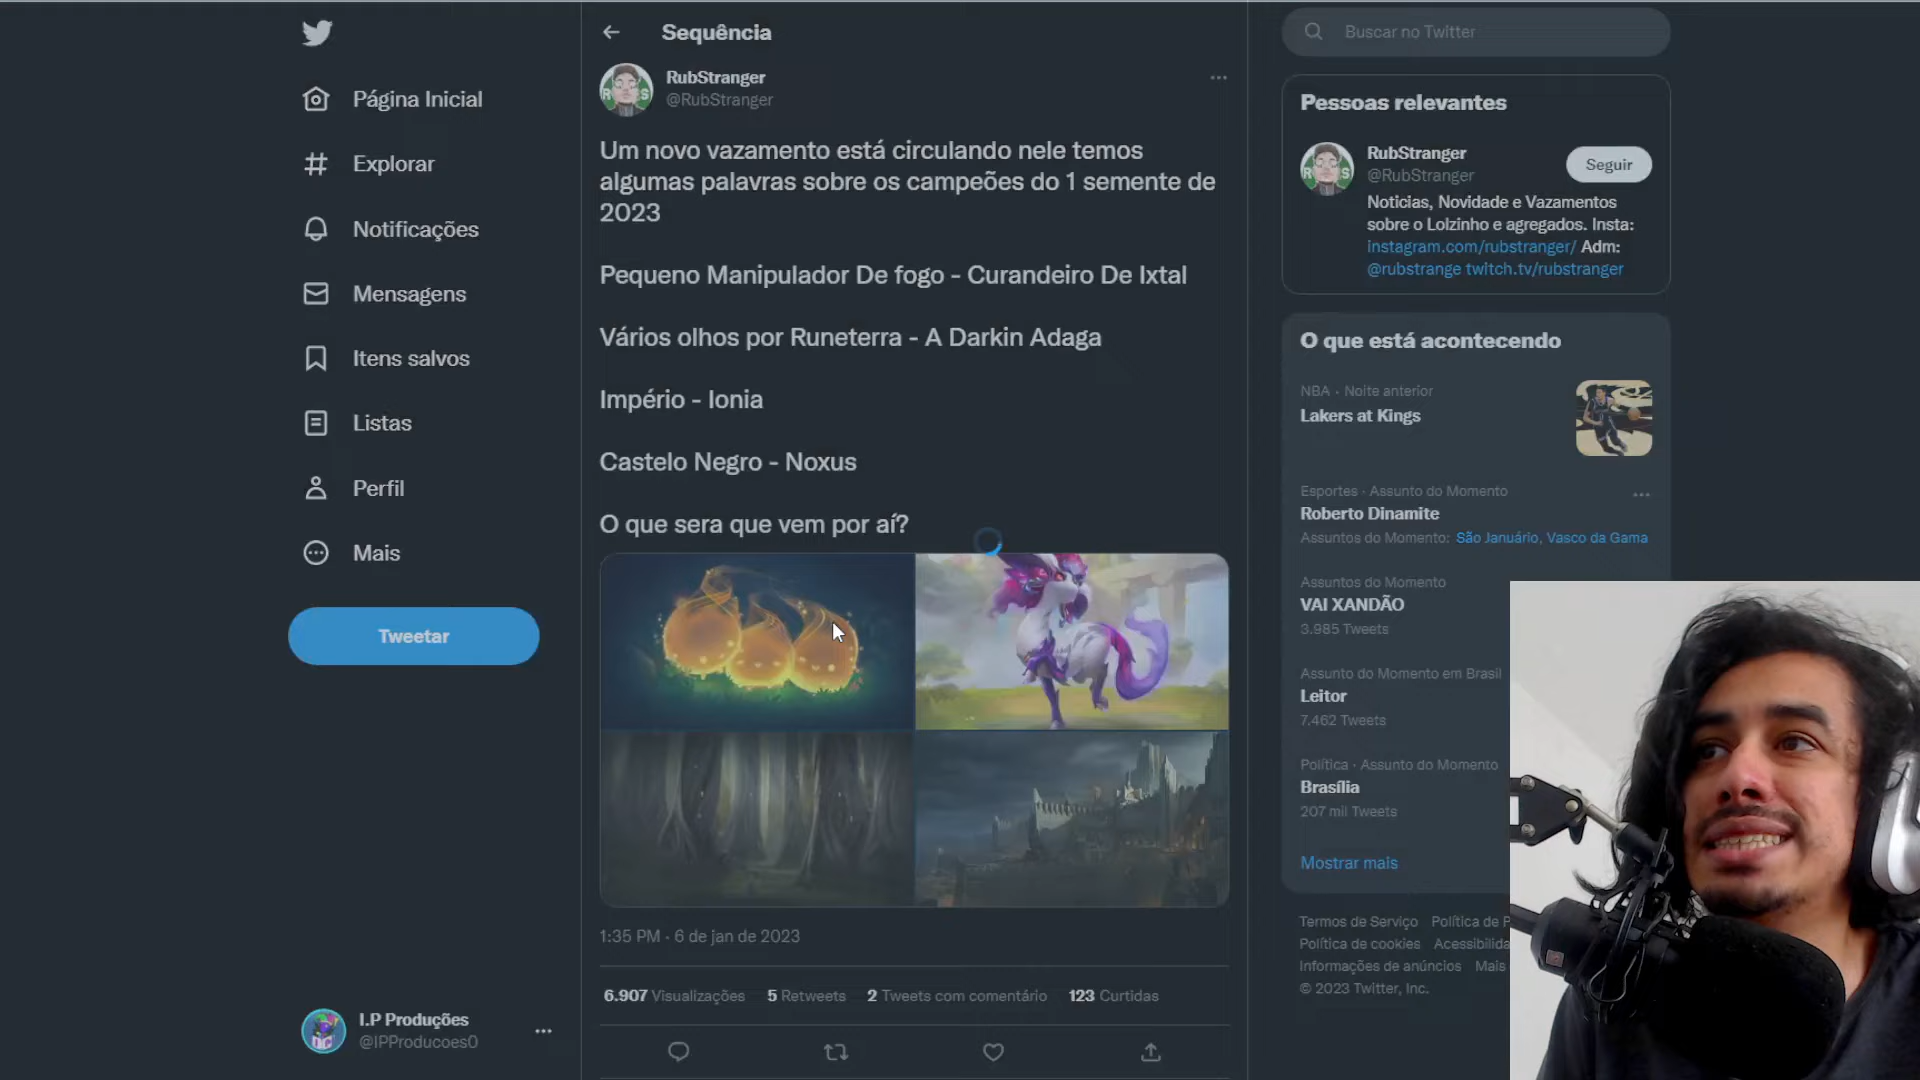 Página Inicial
Explorar
Notificações
Mensagens
Itens salvos
Listas
Perfil
Mais
Tweetar
I.P Produções
@IPProducoes0
Sequência
RubStranger
@RubStranger
Um novo vazamento está circulando nele temos
algumas palavras sobre os campeões do 1 semente de
2023
Pequeno Manipulador De fogo - Curandeiro De Ixtal
Vários olhos por Runeterra - A Darkin Adaga
Império - Ionia
Castelo Negro - Noxus
O que sera que vem por aí?
1:35 PM · 6 de jan de 2023
6.907 Visualizações 5 Retweets 2 Tweets com comentário 123 Curtidas
Buscar no Twitter
Pessoas relevantes
RubStranger
@RubStranger
Seguir
Noticias, Novidade e Vazamentos
sobre o Lolzinho e agregados. Insta:
instagram.com/rubstranger/ Adm:
@rubstrange twitch.tv/rubstranger
O que está acontecendo
NBA · Noite anterior
Lakers at Kings
Esportes · Assunto do Momento
Roberto Dinamite
Assuntos do Momento: São Januário, Vasco da Gama
Assuntos do Momento
VAI XANDÃO
3.985 Tweets
Assunto do Momento em Brasil
Leitor
7.462 Tweets
Política · Assunto do Momento
Brasília
207 mil Tweets
Mostrar mais
Termos de Serviço Política de P
Política de cookies Acessibilida
Informações de anúncios Mais
© 2023 Twitter, Inc.